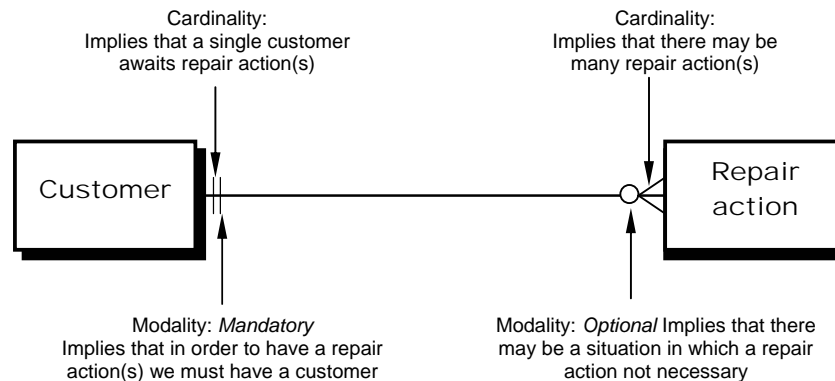 Cardinality:
Implies that a single customer
awaits repair action(s)
Cardinality:
Implies that there may be
many repair action(s)
Customer
Repair
action
Modality: Mandatory
Implies that in order to have a repair
action(s) we must have a customer
Modality: Optional Implies that there
may be a situation in which a repair
action not necessary